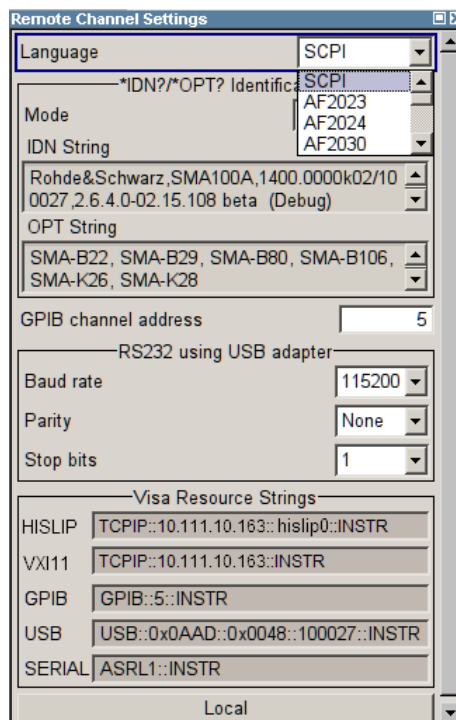 Remote Channel Settings
Language SCPI
*IDN?/*OPT? Identific
SCPI
AF2023
AF2024
AF2030
Mode
IDN String
Rohde&Schwarz,SMA100A,1400.0000k02/10
0027,2.6.4.0-02.15.108 beta (Debug)
OPT String
SMA-B22, SMA-B29, SMA-B80, SMA-B106,
SMA-K26, SMA-K28
GPIB channel address 5
RS232 using USB adapter
Baud rate 115200
Parity None
Stop bits 1
Visa Resource Strings
HISLIP TCPIP::10.111.10.163::hislip0::INSTR
VXI11 TCPIP::10.111.10.163::INSTR
GPIB GPIB::5::INSTR
USB USB::0x0AAD::0x0048::100027::INSTR
SERIAL ASRL1::INSTR
Local